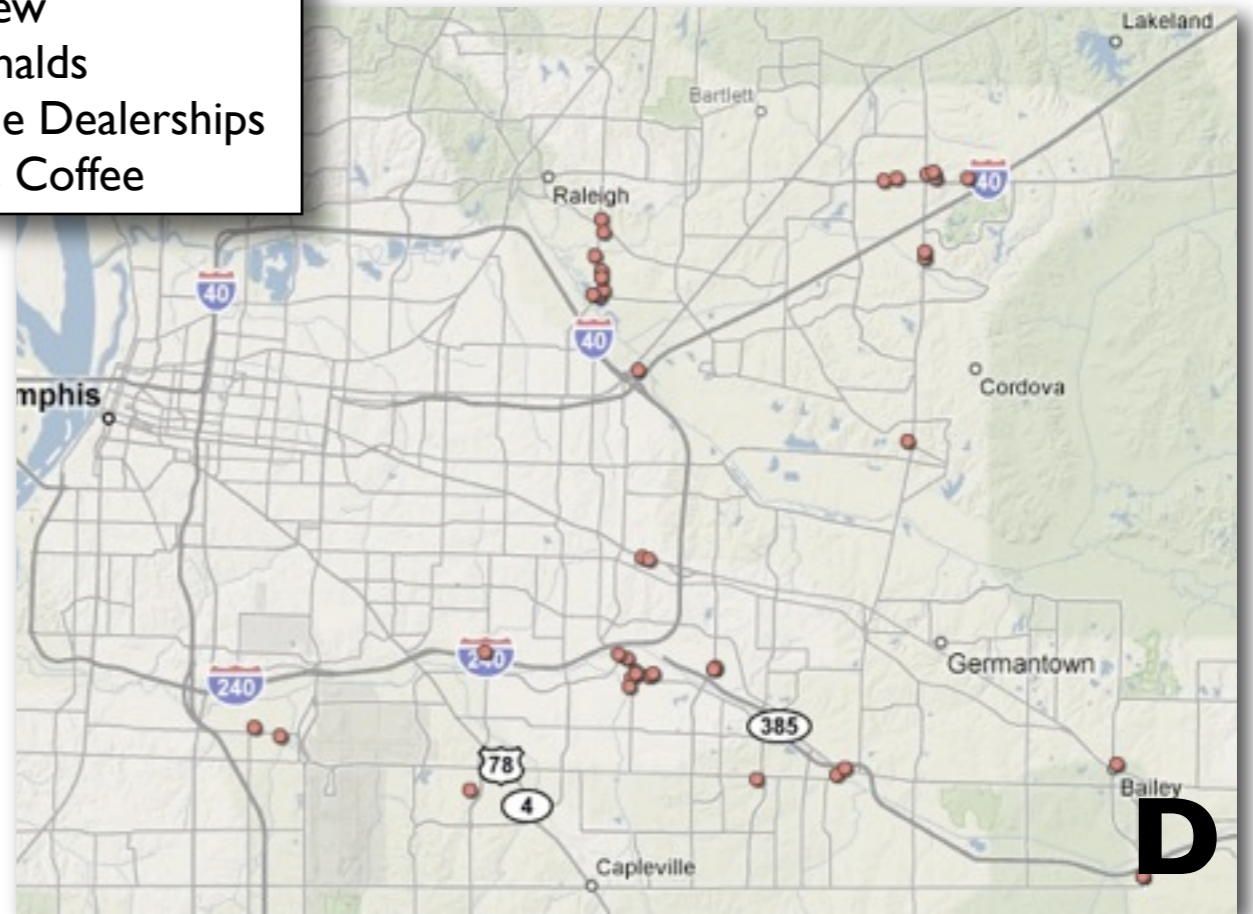 ew
nalds
e Dealerships
Coffee
Lakeland
Bartlett
40
Raleigh
40
40
Cordova
mphis
Germantown
240
240
385
78
Bailey
4
D
Capleville